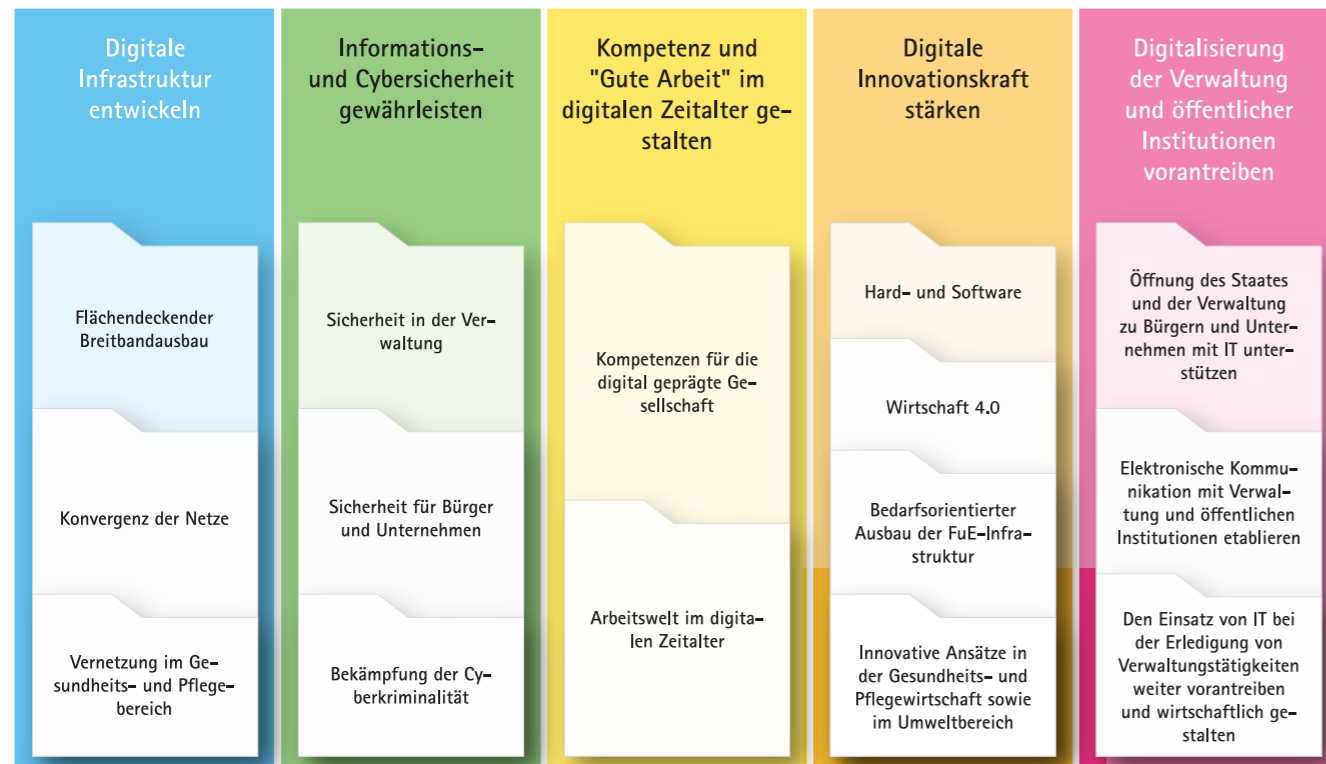 Digitale
Infrastruktur
entwickeln
Flächendeckender
Breitbandausbau
Konvergenz der Netze
Vernetzung im Ge-
sundheits- und Pflege-
bereich
Informations-
und Cybersicherheit
gewährleisten
Sicherheit in der Ver-
waltung
Sicherheit für Bürger
und Unternehmen
Bekämpfung der Cy-
berkriminalität
Kompetenz und
"Gute Arbeit" im
digitalen Zeitalter ge-
stalten
Kompetenzen für die
digital geprägte Ge-
sellschaft
Arbeitswelt im digita-
len Zeitalter
Digitale
Innovationskraft
stärken
Hard- und Software
Wirtschaft 4.0
Bedarfsorientierter
Ausbau der FuE-Infra-
struktur
Innovative Ansätze in
der Gesundheits- und
Pflegewirtschaft sowie
im Umweltbereich
Digitalisierung
der Verwaltung
und öffentlicher
Institutionen
vorantreiben
Öffnung des Staates
und der Verwaltung
zu Bürgern und Unter-
nehmen mit IT unter-
stützen
Elektronische Kommu-
nikation mit Verwal-
tung und öffentlichen
Institutionen etablieren
Den Einsatz von IT bei
der Erledigung von
Verwaltungstätigkeiten
weiter vorantreiben
und wirtschaftlich ge-
stalten